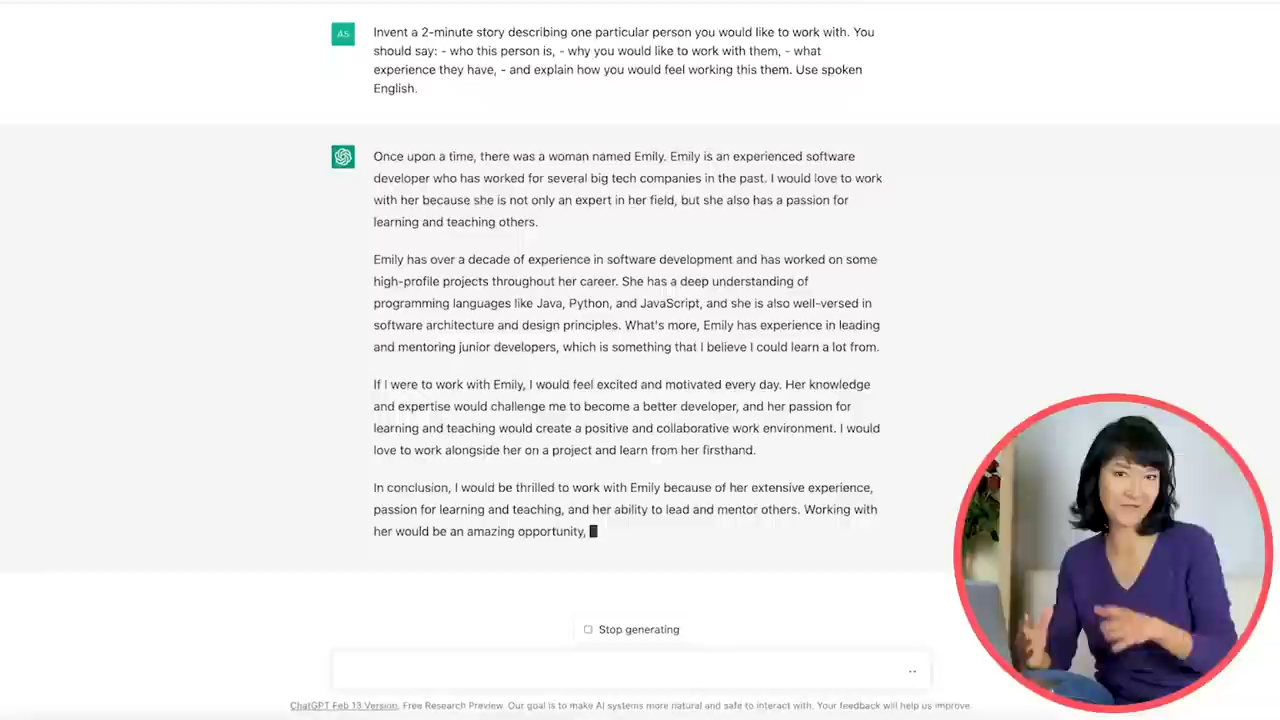 AS
Invent a 2-minute story describing one particular person you would like to work with. You
should say: - who this person is, - why you would like to work with them, - what
experience they have, - and explain how you would feel working this them. Use spoken
English.
Once upon a time, there was a woman named Emily. Emily is an experienced software
developer who has worked for several big tech companies in the past. I would love to work
with her because she is not only an expert in her field, but she also has a passion for
learning and teaching others.
Emily has over a decade of experience in software development and has worked on some
high-profile projects throughout her career. She has a deep understanding of
programming languages like Java, Python, and JavaScript, and she is also well-versed in
software architecture and design principles. What's more, Emily has experience in leading
and mentoring junior developers, which is something that I believe I could learn a lot from.
If I were to work with Emily, I would feel excited and motivated every day. Her knowledge
and expertise would challenge me to become a better developer, and her passion for
learning and teaching would create a positive and collaborative work environment. I would
love to work alongside her on a project and learn from her firsthand.
In conclusion, I would be thrilled to work with Emily because of her extensive experience,
passion for learning and teaching, and her ability to lead and mentor others. Working with
her would be an amazing opportunity,
Stop generating
ChatGPT Feb 13 Version. Free Research Preview. Our goal is to make AI systems more natural and safe to interact with. Your feedback will help us improve.